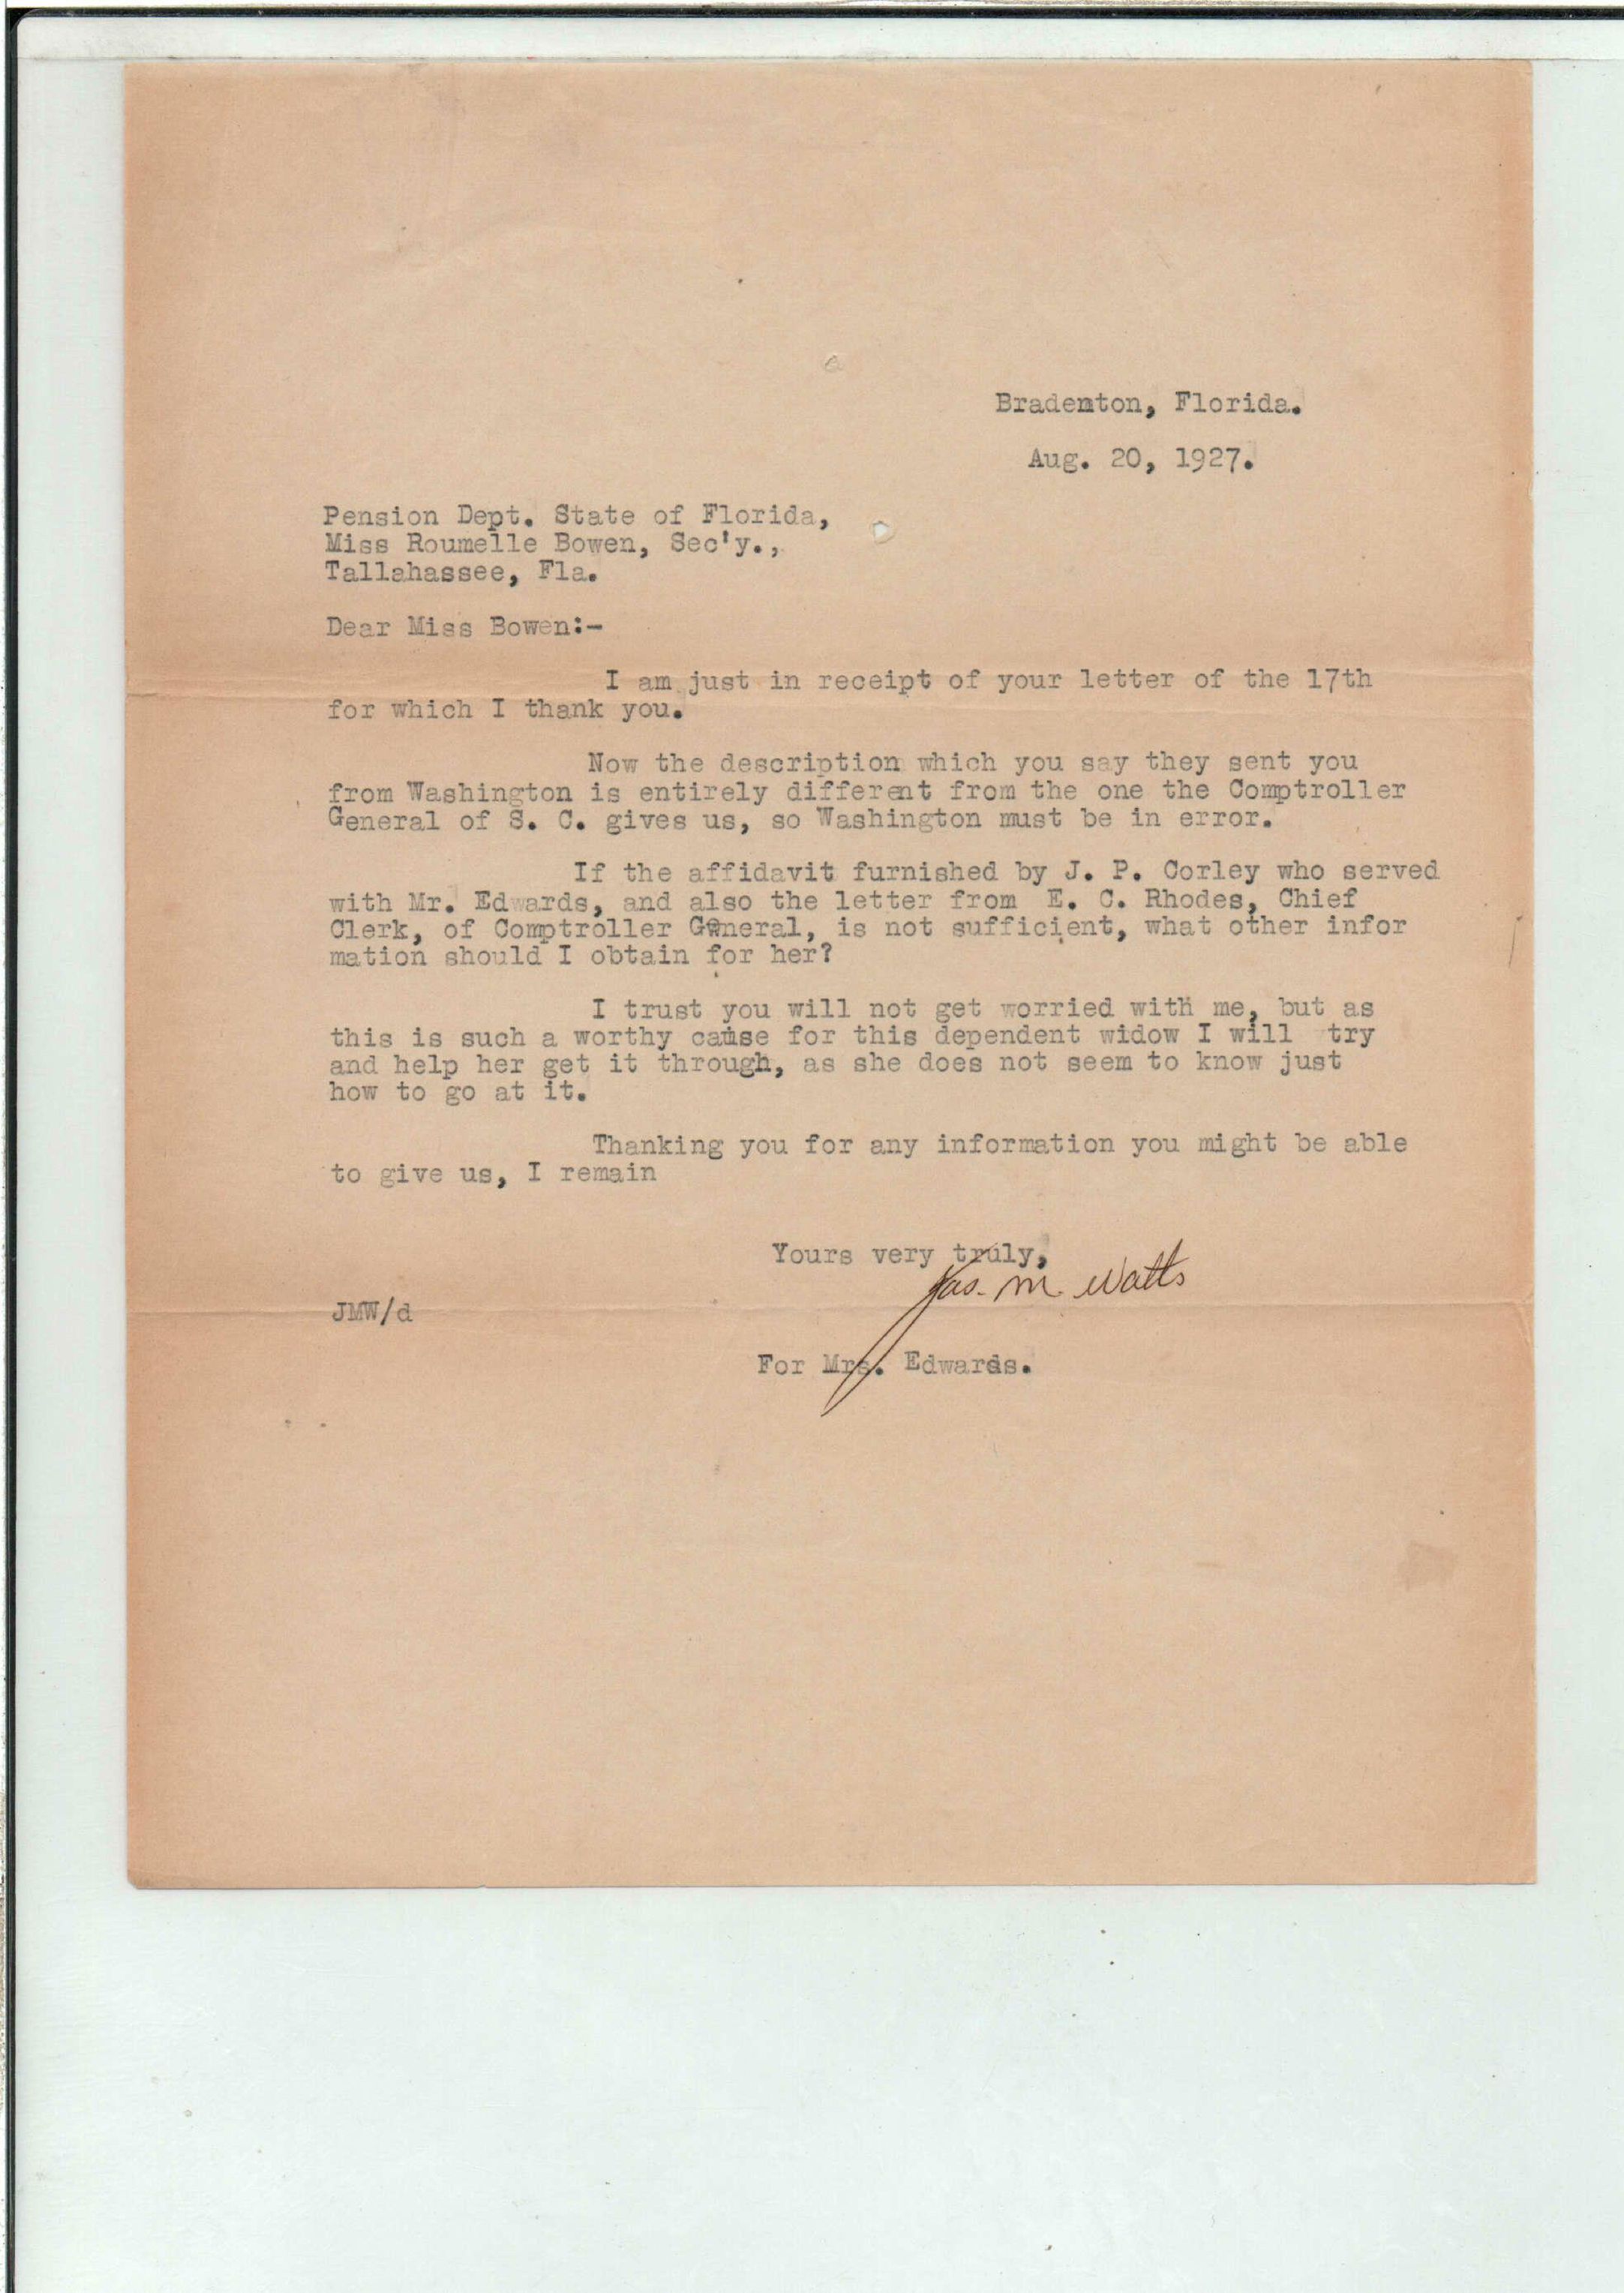 Bradenton, Florida.
Aug. 20, 1927.
Pension Dept. State of Florida,
Miss Roumelle Bowen, Sec'y.,
Tallahassee, Fla.
Dear Miss Bowen:-
I am just in receipt of your letter of the 17th
for which I thank you.
Now the description which you say they sent you
from Washington is entirely different from the one the Comptroller
General of S. C. gives us, so Washington must be in error.
If the affidavit furnished by J. P. Corley who served
with Mr. Edwards, and also the letter from E. C. Rhodes, Chief
Clerk, of Comptroller General, is not sufficient, what other infor
mation should I obtain for her?
I trust you will not get worried with me, but as
this is such a worthy cause for this dependent widow I will try
and help her get it through, as she does not seem to know just
how to go at it.
Thanking you for any information you might be able
to give us, I remain
Yours very truly,
Jas. M. Watts
JMW/d
For Mrs. Edwards.